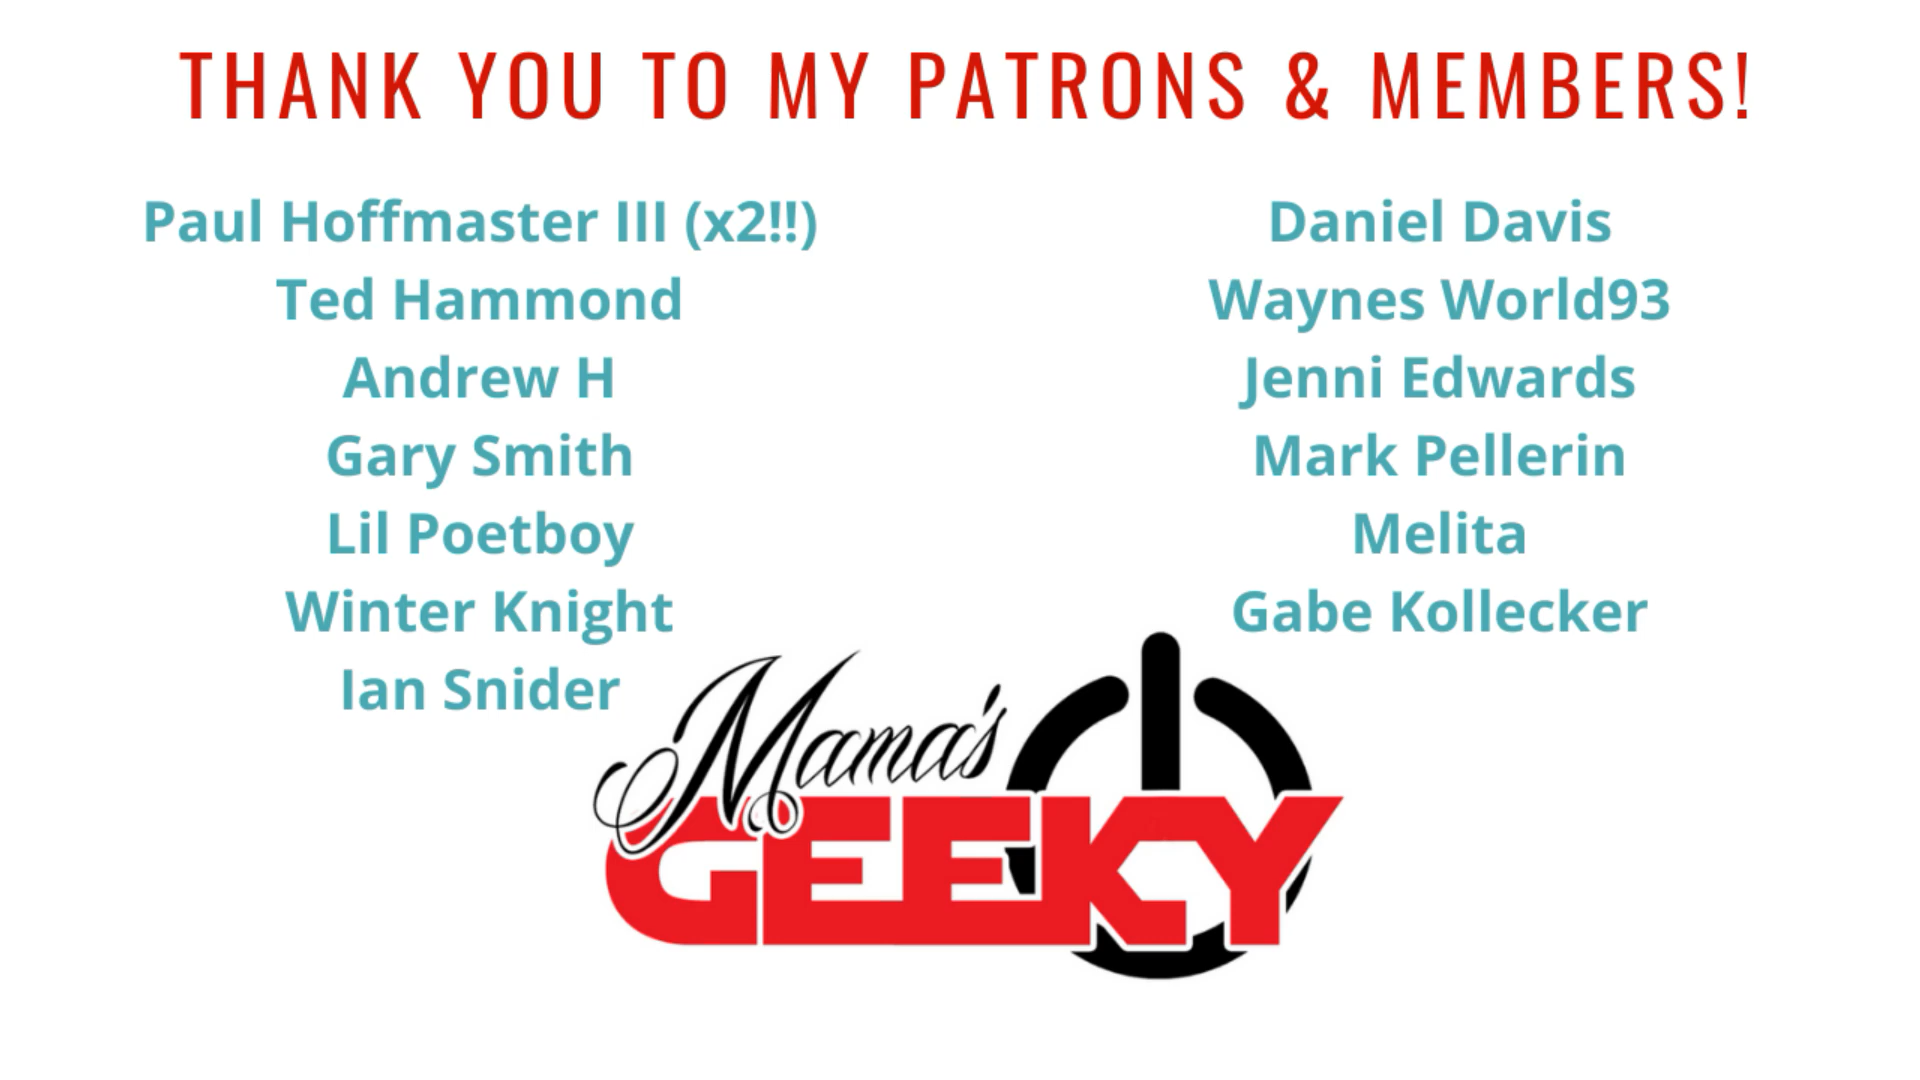 THANK YOU TO MY PATRONS & MEMBERS!
Paul Hoffmaster III (x2!!)
Ted Hammond
Andrew H
Gary Smith
Lil Poetboy
Winter Knight
Ian Snider
Daniel Davis
Waynes World93
Jenni Edwards
Mark Pellerin
Melita
Gabe Kollecker
Mama's
GEEKY